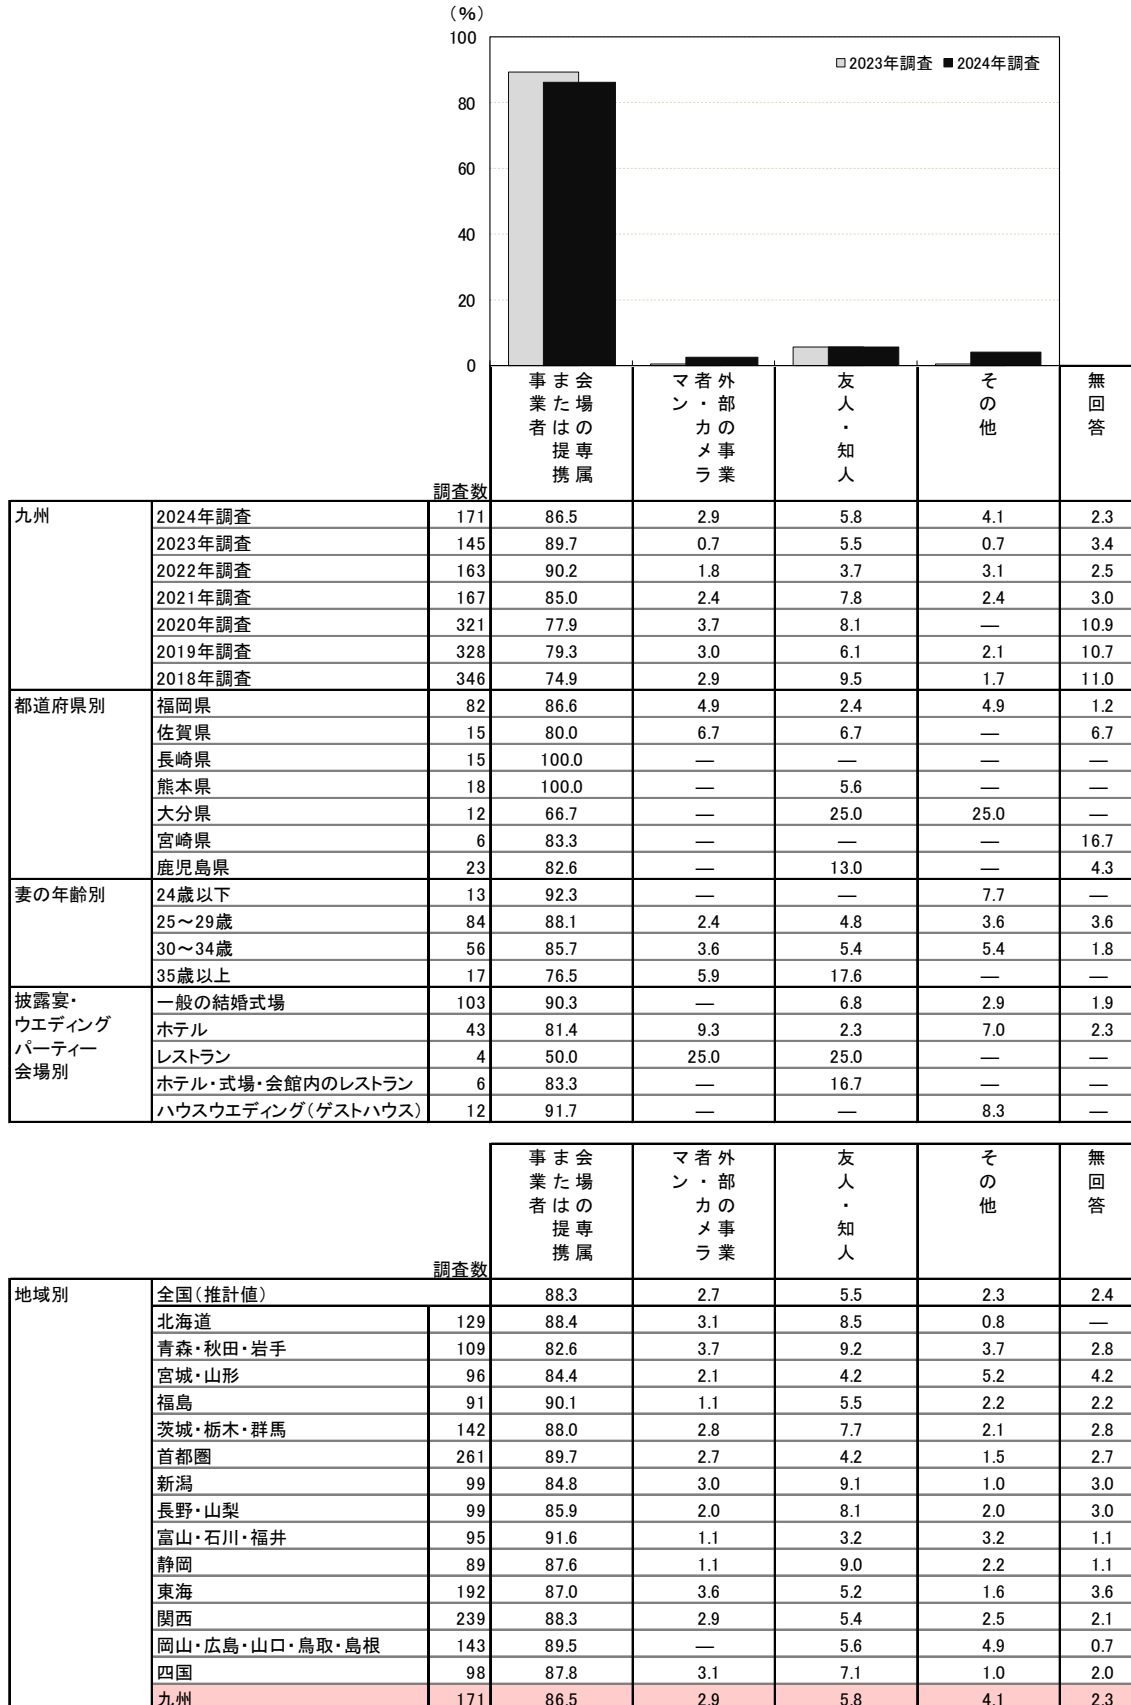 (%)
100
80
60
40
20
0
2023年調査 2024年調査
調査数 会場の専属または提携事業者 外部の事業者・カメラマン 友人・知人 その他 無回答
九州 2024年調査 171 86.5 2.9 5.8 4.1 2.3
2023年調査 145 89.7 0.7 5.5 0.7 3.4
2022年調査 163 90.2 1.8 3.7 3.1 2.5
2021年調査 167 85.0 2.4 7.8 2.4 3.0
2020年調査 321 77.9 3.7 8.1 — 10.9
2019年調査 328 79.3 3.0 6.1 2.1 10.7
2018年調査 346 74.9 2.9 9.5 1.7 11.0
都道府県別 福岡県 82 86.6 4.9 2.4 4.9 1.2
佐賀県 15 80.0 6.7 6.7 — 6.7
長崎県 15 100.0 — — — —
熊本県 18 100.0 — 5.6 — —
大分県 12 66.7 — 25.0 25.0 —
宮崎県 6 83.3 — — — 16.7
鹿児島県 23 82.6 — 13.0 — 4.3
妻の年齢別 24歳以下 13 92.3 — — 7.7 —
25～29歳 84 88.1 2.4 4.8 3.6 3.6
30～34歳 56 85.7 3.6 5.4 5.4 1.8
35歳以上 17 76.5 5.9 17.6 — —
披露宴・ウエディングパーティー会場別 一般の結婚式場 103 90.3 — 6.8 2.9 1.9
ホテル 43 81.4 9.3 2.3 7.0 2.3
レストラン 4 50.0 25.0 25.0 — —
ホテル・式場・会館内のレストラン 6 83.3 — 16.7 — —
ハウスウエディング(ゲストハウス) 12 91.7 — — 8.3 —
調査数 会場の専属または提携事業者 外部の事業者・カメラマン 友人・知人 その他 無回答
地域別 全国(推計値) 88.3 2.7 5.5 2.3 2.4
北海道 129 88.4 3.1 8.5 0.8 —
青森・秋田・岩手 109 82.6 3.7 9.2 3.7 2.8
宮城・山形 96 84.4 2.1 4.2 5.2 4.2
福島 91 90.1 1.1 5.5 2.2 2.2
茨城・栃木・群馬 142 88.0 2.8 7.7 2.1 2.8
首都圏 261 89.7 2.7 4.2 1.5 2.7
新潟 99 84.8 3.0 9.1 1.0 3.0
長野・山梨 99 85.9 2.0 8.1 2.0 3.0
富山・石川・福井 95 91.6 1.1 3.2 3.2 1.1
静岡 89 87.6 1.1 9.0 2.2 1.1
東海 192 87.0 3.6 5.2 1.6 3.6
関西 239 88.3 2.9 5.4 2.5 2.1
岡山・広島・山口・鳥取・島根 143 89.5 — 5.6 4.9 0.7
四国 98 87.8 3.1 7.1 1.0 2.0
九州 171 86.5 2.9 5.8 4.1 2.3